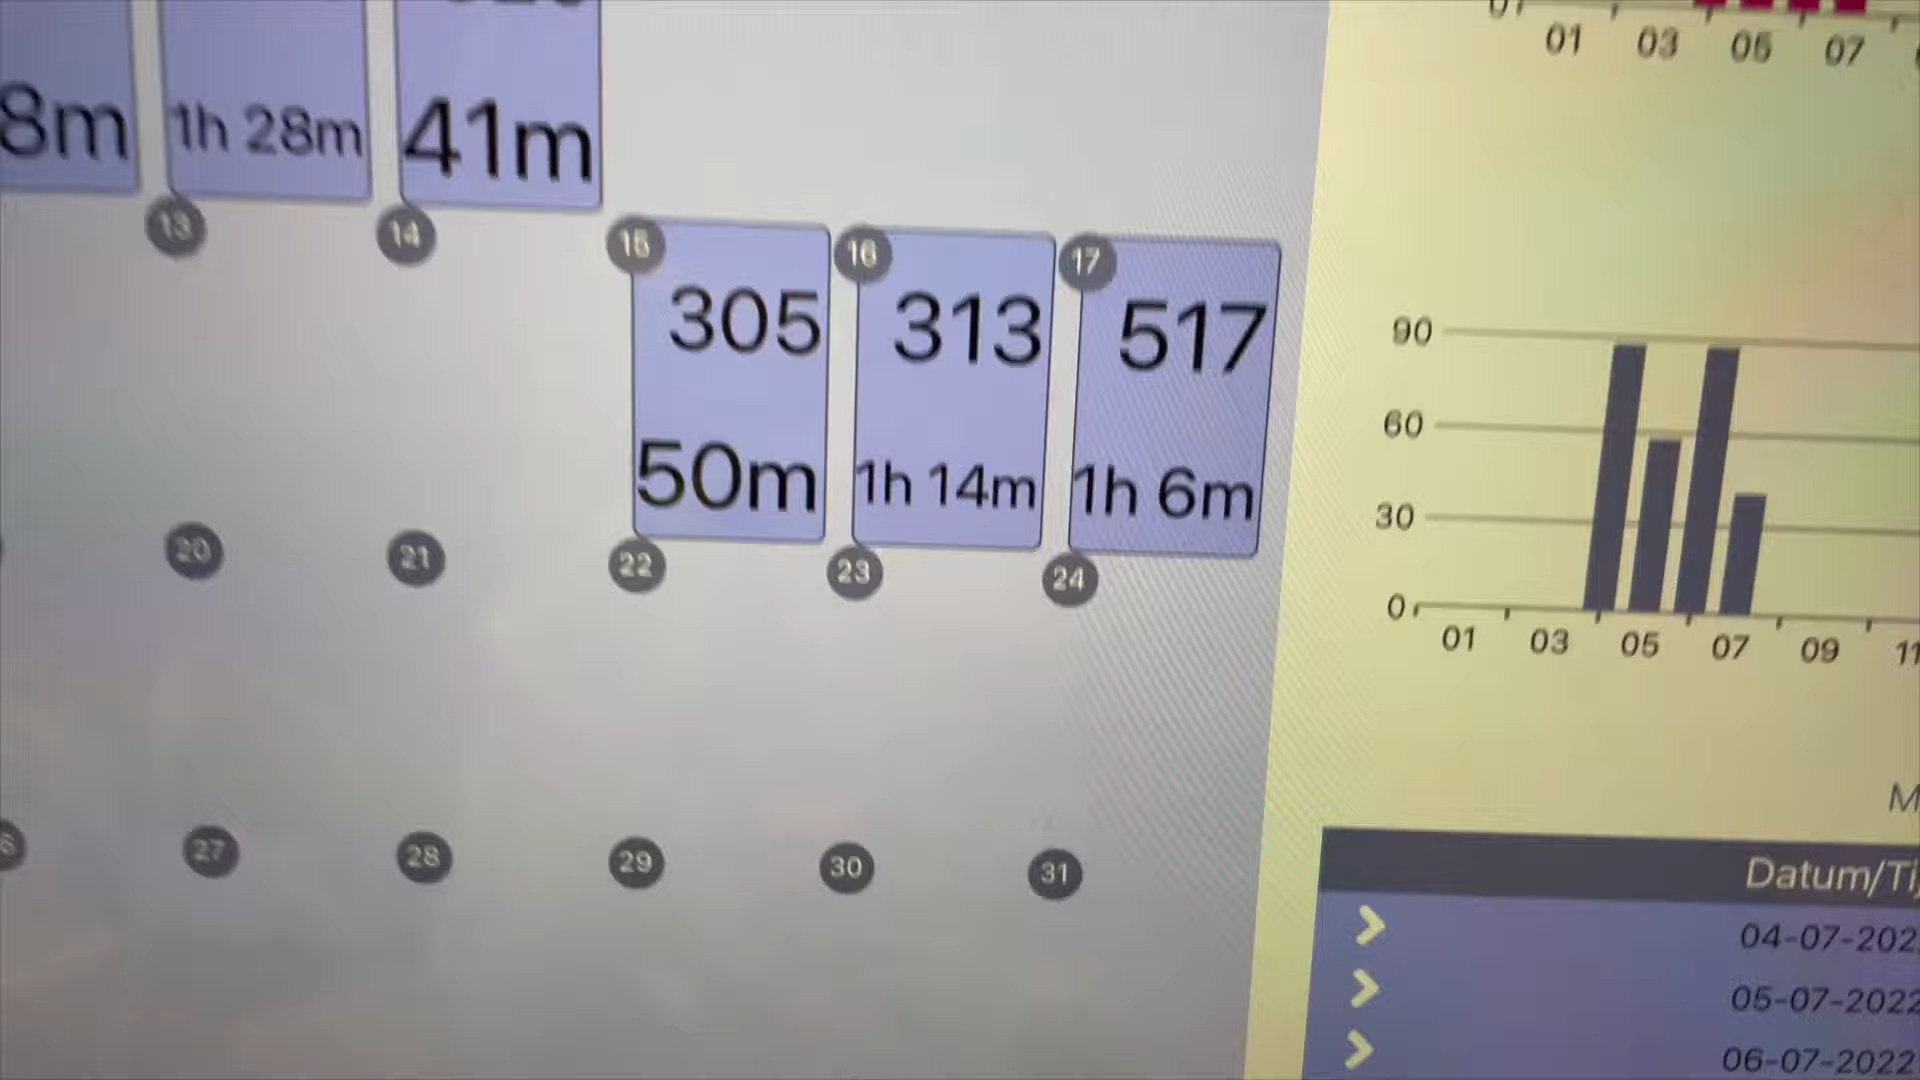 8m 1h 28m 41m
13 14 15 16 17
305 313 517
50m 1h 14m 1h 6m
20 21 22 23 24
27 28 29 30 31
01 03 05 07
90
60
30
0
01 03 05 07 09 11
M
Datum/Tij
04-07-202
05-07-2022
06-07-2022